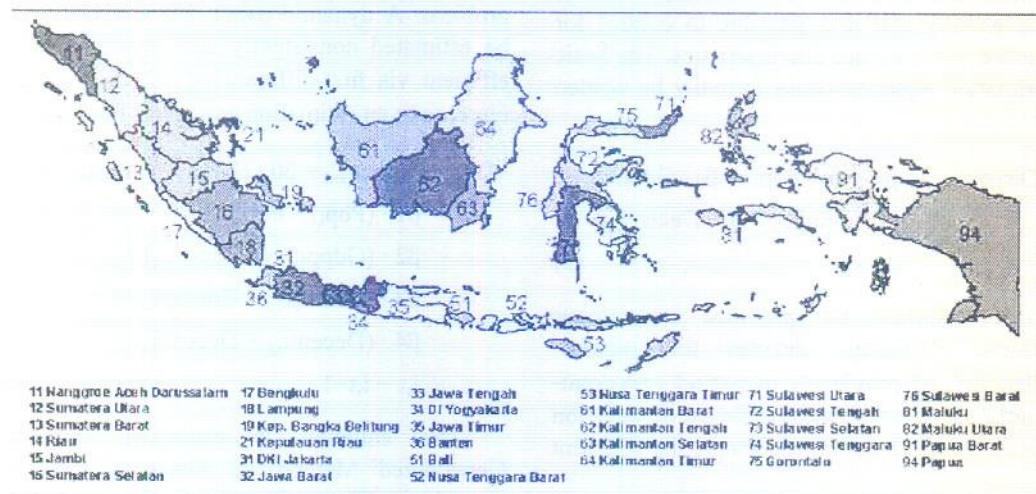 11
12
14
21
13
15
19
16
17
18
31
36
32
34
35
51
52
53
61
62
63
64
71
75
72
76
74
73
82
81
91
94
11 Nanggroe Aceh Darussalam
12 Sumatera Utara
13 Sumatera Barat
14 Riau
15 Jambi
16 Sumatera Selatan
17 Bengkulu
18 Lampung
19 Kep. Bangka Belitung
21 Kepulauan Riau
31 DKI Jakarta
32 Jawa Barat
33 Jawa Tengah
34 DI Yogyakarta
35 Jawa Timur
36 Banten
51 Bali
52 Nusa Tenggara Barat
53 Nusa Tenggara Timur
61 Kalimantan Barat
62 Kalimantan Tengah
63 Kalimantan Selatan
64 Kalimantan Timur
71 Sulawesi Utara
72 Sulawesi Tengah
73 Sulawesi Selatan
74 Sulawesi Tenggara
75 Gorontalo
76 Sulawesi Barat
81 Maluku
82 Maluku Utara
91 Papua Barat
94 Papua